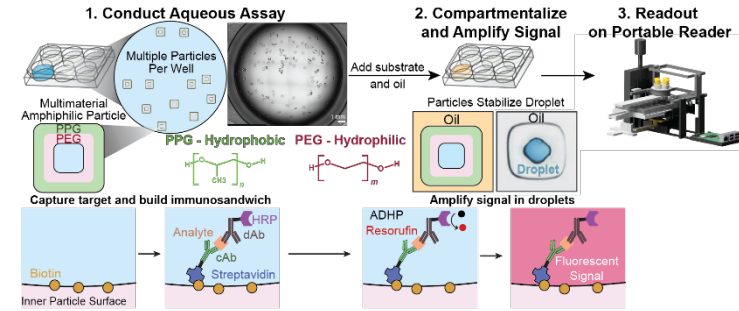 1. Conduct Aqueous Assay
2. Compartmentalize
and Amplify Signal
3. Readout
on Portable Reader
Multiple Particles
Per Well
1 mm
Add substrate
and oil
Multimaterial
Amphiphilic Particle
PPG
PEG
PPG - Hydrophobic
H O CH3 O H n
PEG - Hydrophilic
H O O H m
Particles Stabilize Droplet
Oil
Oil
Droplet
Capture target and build immunosandwich
Amplify signal in droplets
Biotin
Inner Particle Surface
HRP
Analyte
dAb
cAb
Streptavidin
ADHP
Resorufin
Fluorescent
Signal